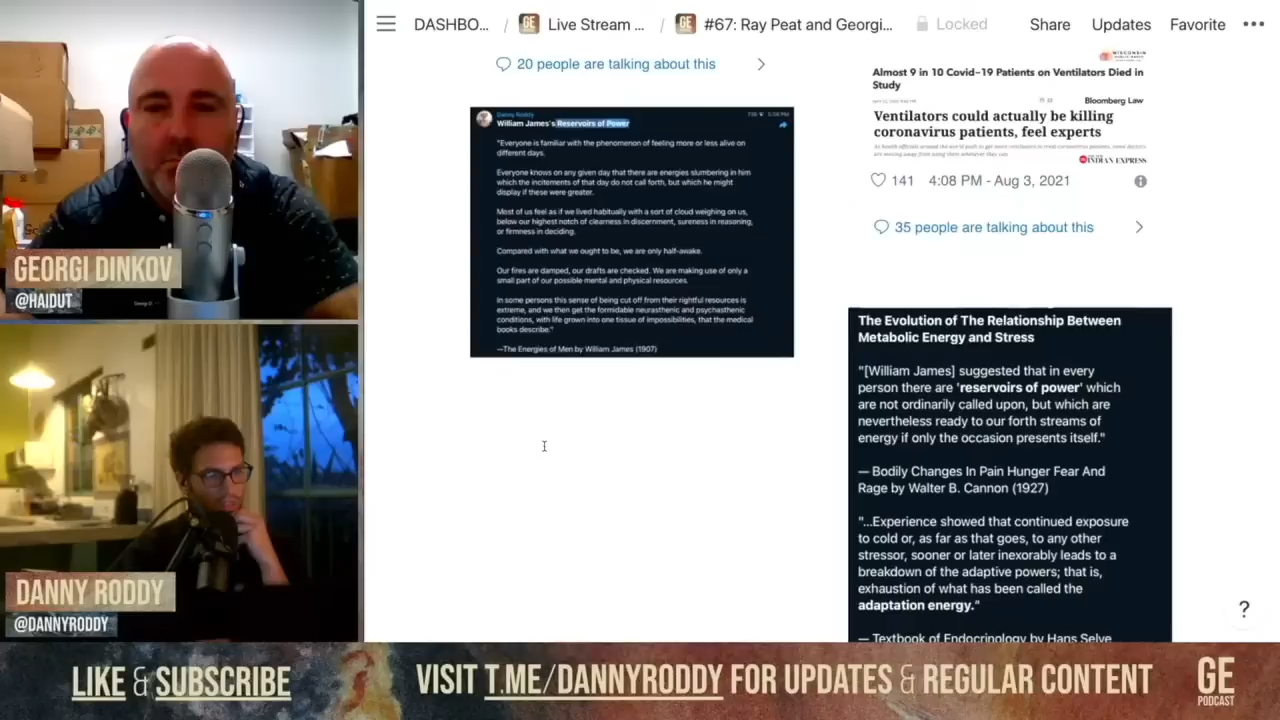 DASHBO... / GE Live Stream ... / GE #67: Ray Peat and Georgi... Locked Share Updates Favorite
20 people are talking about this
Danny Roddy
William James's Reservoirs of Power
"Everyone is familiar with the phenomenon of feeling more or less alive on
different days.
Everyone knows on any given day that there are energies slumbering in him
which the incitements of that day do not call forth, but which he might
display if these were greater.
Most of us feel as if we lived habitually with a sort of cloud weighing on us,
below our highest notch of clearness in discernment, sureness in reasoning,
or firmness in deciding.
Compared with what we ought to be, we are only half-awake.
Our fires are damped, our drafts are checked. We are making use of only a
small part of our possible mental and physical resources.
In some persons this sense of being cut off from their rightful resources is
extreme, and we then get the formidable neurasthenic and psychasthenic
conditions, with life grown into one tissue of impossibilities, that the medical
books describe."
—The Energies of Men by William James (1907)
WISCONSIN
Almost 9 in 10 Covid-19 Patients on Ventilators Died in
Study
Bloomberg Law
Ventilators could actually be killing
coronavirus patients, feel experts
INDIAN EXPRESS
141 4:08 PM - Aug 3, 2021
35 people are talking about this
The Evolution of The Relationship Between
Metabolic Energy and Stress
"[William James] suggested that in every
person there are 'reservoirs of power' which
are not ordinarily called upon, but which are
nevertheless ready to our forth streams of
energy if only the occasion presents itself."
— Bodily Changes In Pain Hunger Fear And
Rage by Walter B. Cannon (1927)
"...Experience showed that continued exposure
to cold or, as far as that goes, to any other
stressor, sooner or later inexorably leads to a
breakdown of the adaptive powers; that is,
exhaustion of what has been called the
adaptation energy."
— Textbook of Endocrinology by Hans Selye
?
GEORGI DINKOV
@HAIDUT
DANNY RODDY
@DANNYRODDY
LIKE & SUBSCRIBE
VISIT T.ME/DANNYRODDY FOR UPDATES & REGULAR CONTENT
GE
PODCAST